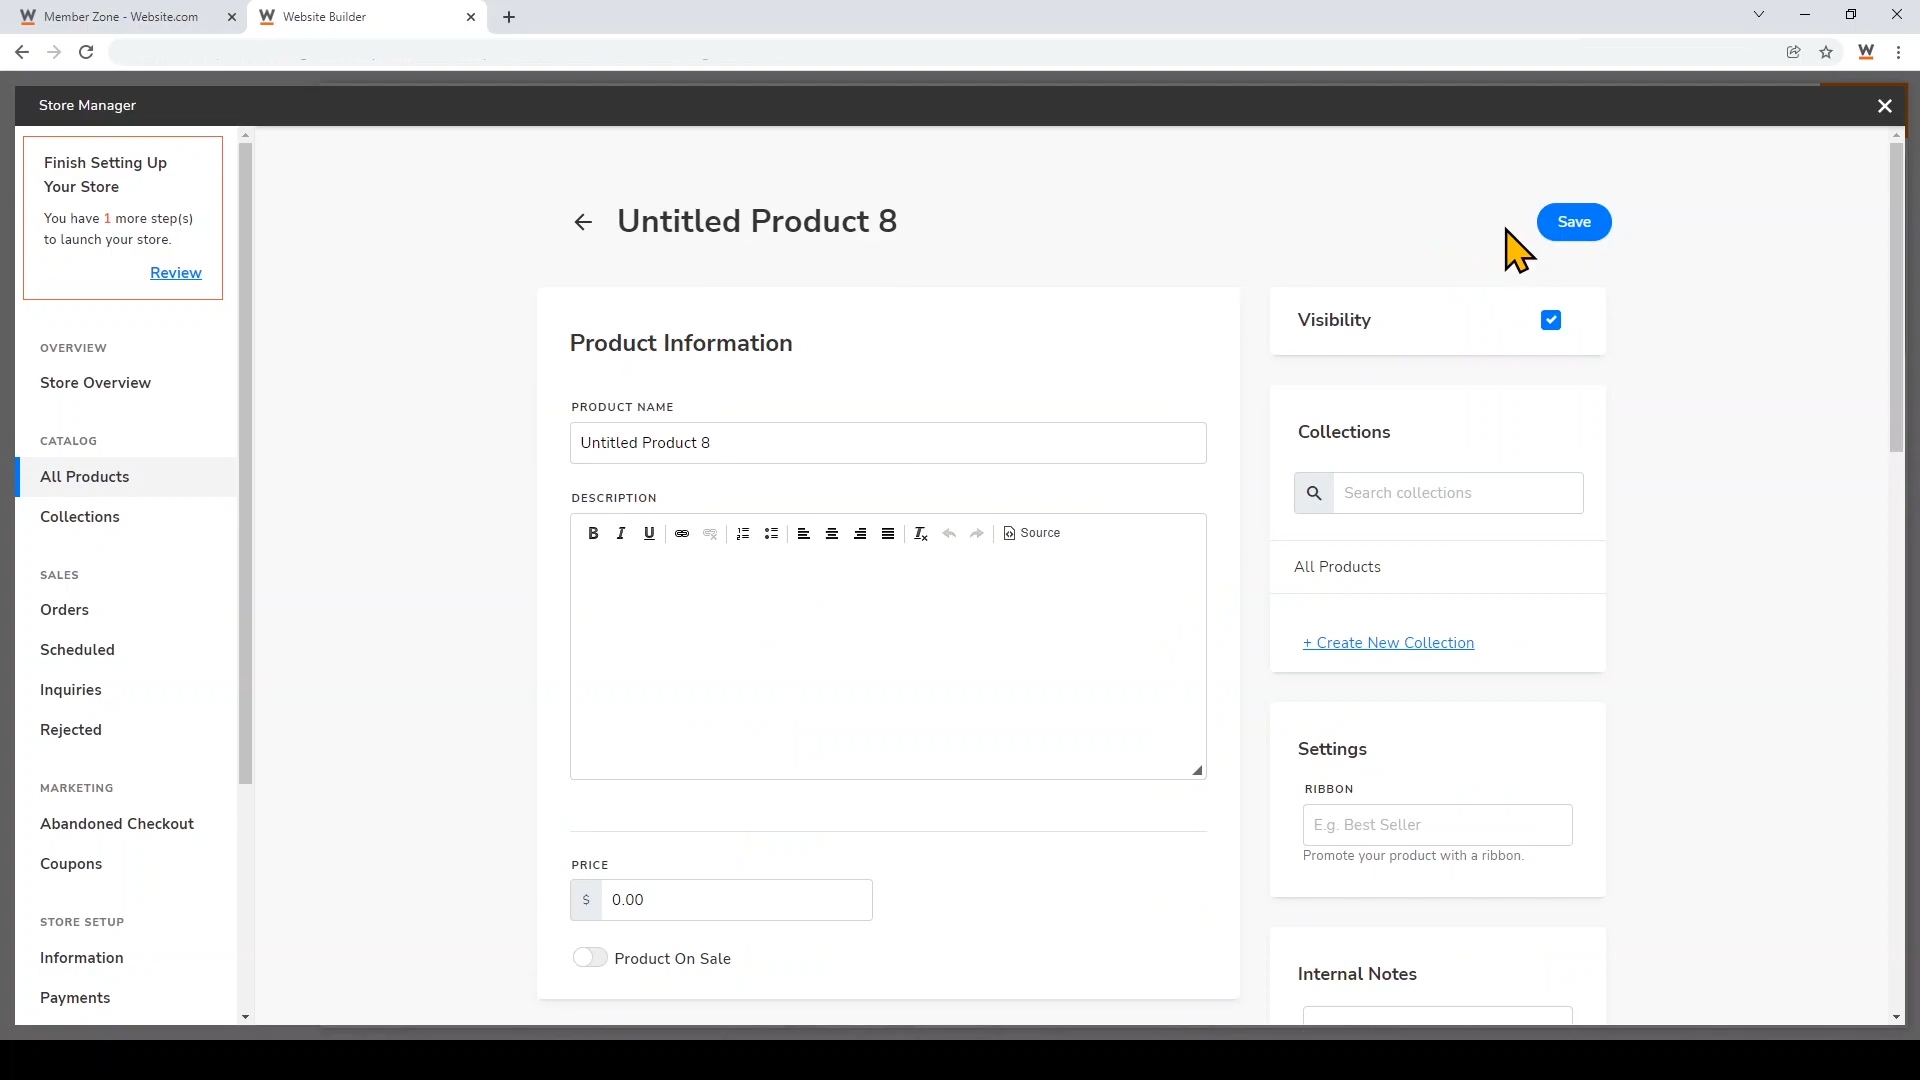 Member Zone - Website.com
Website Builder
Store Manager
Finish Setting Up
Your Store
You have 1 more step(s)
to launch your store.
Review
OVERVIEW
Store Overview
CATALOG
All Products
Collections
SALES
Orders
Scheduled
Inquiries
Rejected
MARKETING
Abandoned Checkout
Coupons
STORE SETUP
Information
Payments
Untitled Product 8
Save
Product Information
PRODUCT NAME
Untitled Product 8
DESCRIPTION
B I U Source
PRICE
$ 0.00
Product On Sale
Visibility
Collections
Search collections
All Products
+ Create New Collection
Settings
RIBBON
E.g. Best Seller
Promote your product with a ribbon.
Internal Notes